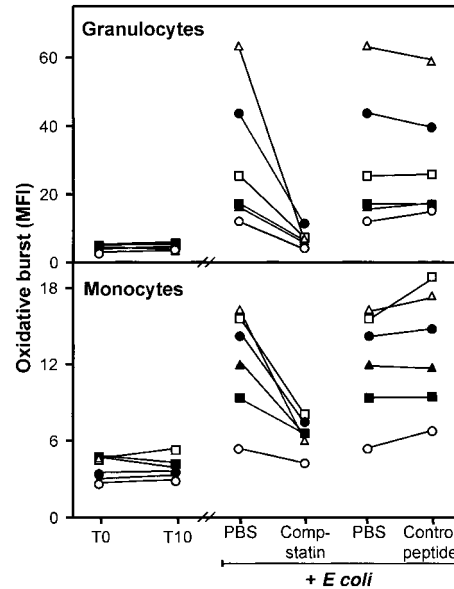 Granulocytes
60
40
20
0
Oxidative burst (MFI)
Monocytes
18
12
6
0
T0 T10 PBS Comp- PBS Contro
statin peptide
+ E coli